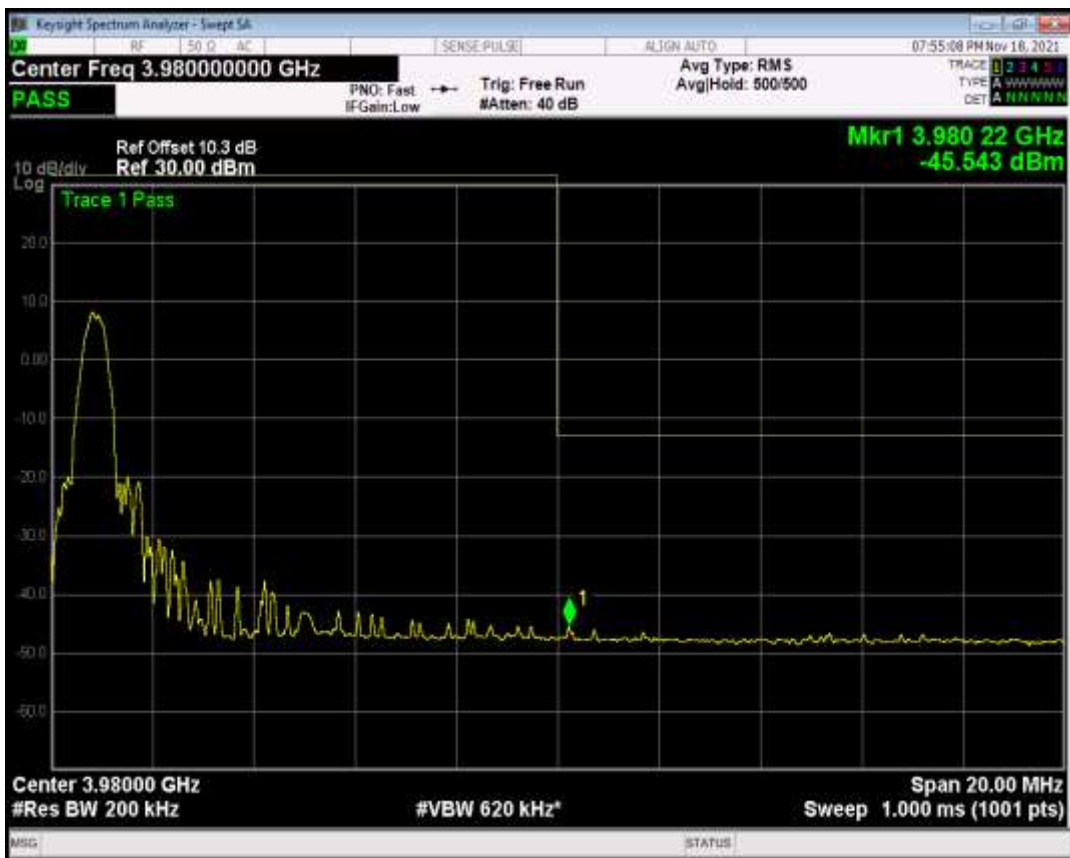 Keysight Spectrum Analyzer - Swept SA
RF 50 Ω AC SENSE:PULSE ALIGN AUTO 07:55:08 PM Nov 18, 2021
Center Freq 3.980000000 GHz
PASS
PNO: Fast
IFGain:Low
Trig: Free Run
#Atten: 40 dB
Avg Type: RMS
Avg|Hold: 500/500
TRACE 1 2 3 4 5
TYPE A WWWWW
DET A N N N N N
Mkr1 3.980 22 GHz
-45.543 dBm
Ref Offset 10.3 dB
10 dB/div Ref 30.00 dBm
Log
Trace 1 Pass
20.0
10.0
0.00
-10.0
-20.0
-30.0
-40.0
1
-50.0
-60.0
Center 3.98000 GHz Span 20.00 MHz
#Res BW 200 kHz #VBW 620 kHz* Sweep 1.000 ms (1001 pts)
MSG STATUS